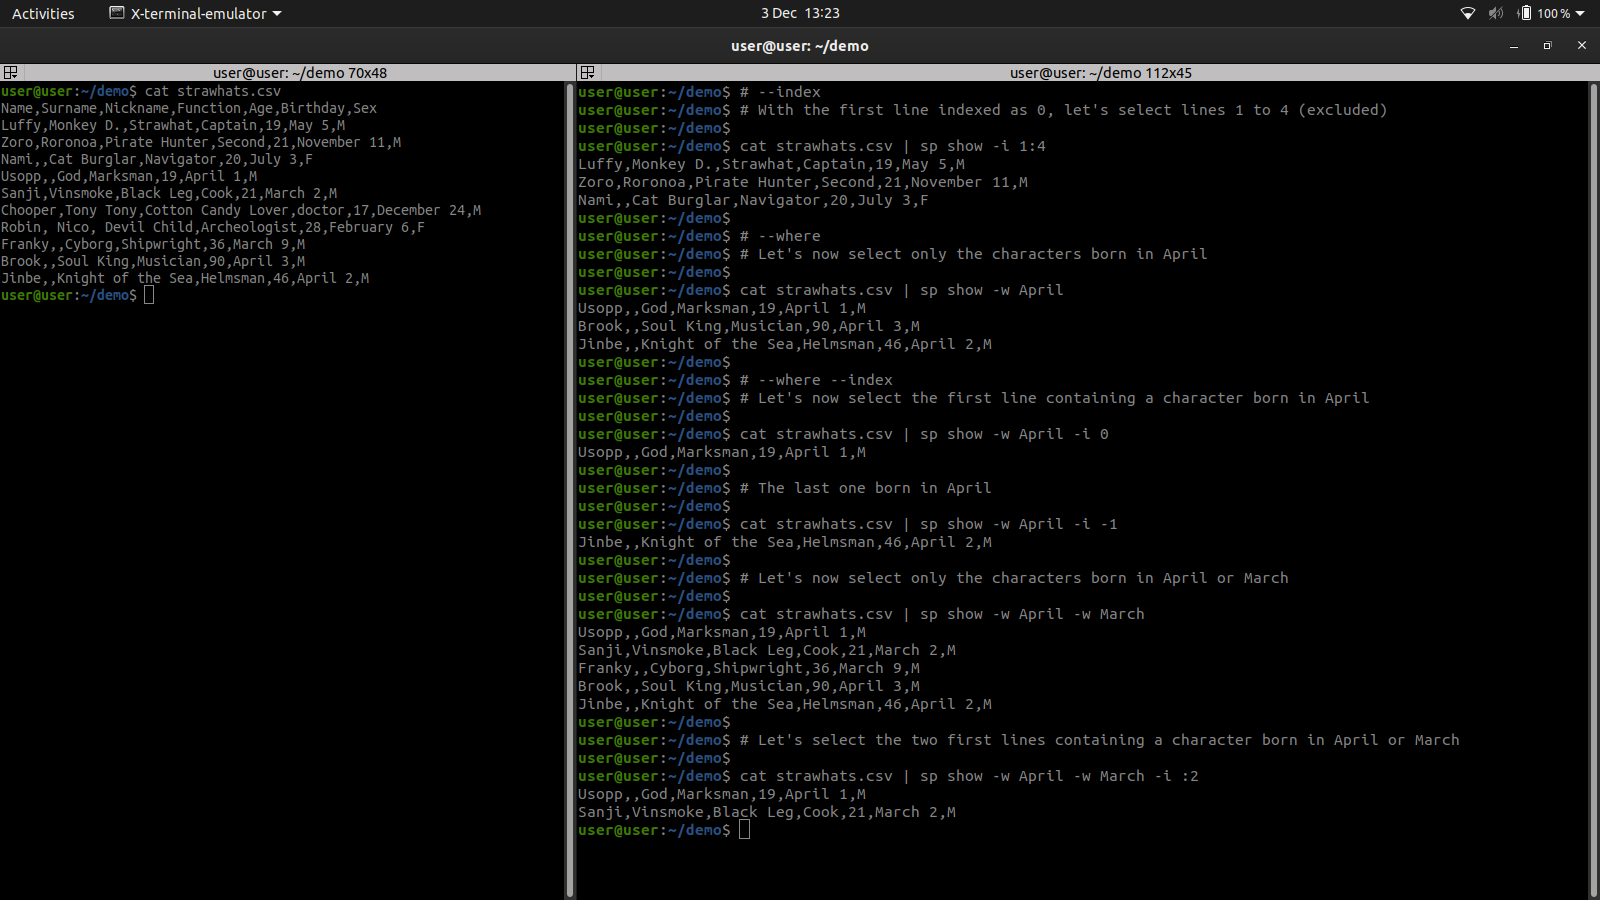 Activities X-terminal-emulator 3 Dec 13:23 100 %
user@user: ~/demo
user@user: ~/demo 70x48
user@user:~/demo$ cat strawhats.csv
Name,Surname,Nickname,Function,Age,Birthday,Sex
Luffy,Monkey D.,Strawhat,Captain,19,May 5,M
Zoro,Roronoa,Pirate Hunter,Second,21,November 11,M
Nami,,Cat Burglar,Navigator,20,July 3,F
Usopp,,God,Marksman,19,April 1,M
Sanji,Vinsmoke,Black Leg,Cook,21,March 2,M
Chooper,Tony Tony,Cotton Candy Lover,doctor,17,December 24,M
Robin, Nico, Devil Child,Archeologist,28,February 6,F
Franky,,Cyborg,Shipwright,36,March 9,M
Brook,,Soul King,Musician,90,April 3,M
Jinbe,,Knight of the Sea,Helmsman,46,April 2,M
user@user:~/demo$
user@user: ~/demo 112x45
user@user:~/demo$ # --index
user@user:~/demo$ # With the first line indexed as 0, let's select lines 1 to 4 (excluded)
user@user:~/demo$
user@user:~/demo$ cat strawhats.csv | sp show -i 1:4
Luffy,Monkey D.,Strawhat,Captain,19,May 5,M
Zoro,Roronoa,Pirate Hunter,Second,21,November 11,M
Nami,,Cat Burglar,Navigator,20,July 3,F
user@user:~/demo$
user@user:~/demo$ # --where
user@user:~/demo$ # Let's now select only the characters born in April
user@user:~/demo$
user@user:~/demo$ cat strawhats.csv | sp show -w April
Usopp,,God,Marksman,19,April 1,M
Brook,,Soul King,Musician,90,April 3,M
Jinbe,,Knight of the Sea,Helmsman,46,April 2,M
user@user:~/demo$
user@user:~/demo$ # --where --index
user@user:~/demo$ # Let's now select the first line containing a character born in April
user@user:~/demo$
user@user:~/demo$ cat strawhats.csv | sp show -w April -i 0
Usopp,,God,Marksman,19,April 1,M
user@user:~/demo$
user@user:~/demo$ # The last one born in April
user@user:~/demo$
user@user:~/demo$ cat strawhats.csv | sp show -w April -i -1
Jinbe,,Knight of the Sea,Helmsman,46,April 2,M
user@user:~/demo$
user@user:~/demo$ # Let's now select only the characters born in April or March
user@user:~/demo$
user@user:~/demo$ cat strawhats.csv | sp show -w April -w March
Usopp,,God,Marksman,19,April 1,M
Sanji,Vinsmoke,Black Leg,Cook,21,March 2,M
Franky,,Cyborg,Shipwright,36,March 9,M
Brook,,Soul King,Musician,90,April 3,M
Jinbe,,Knight of the Sea,Helmsman,46,April 2,M
user@user:~/demo$
user@user:~/demo$ # Let's select the two first lines containing a character born in April or March
user@user:~/demo$
user@user:~/demo$ cat strawhats.csv | sp show -w April -w March -i :2
Usopp,,God,Marksman,19,April 1,M
Sanji,Vinsmoke,Black Leg,Cook,21,March 2,M
user@user:~/demo$